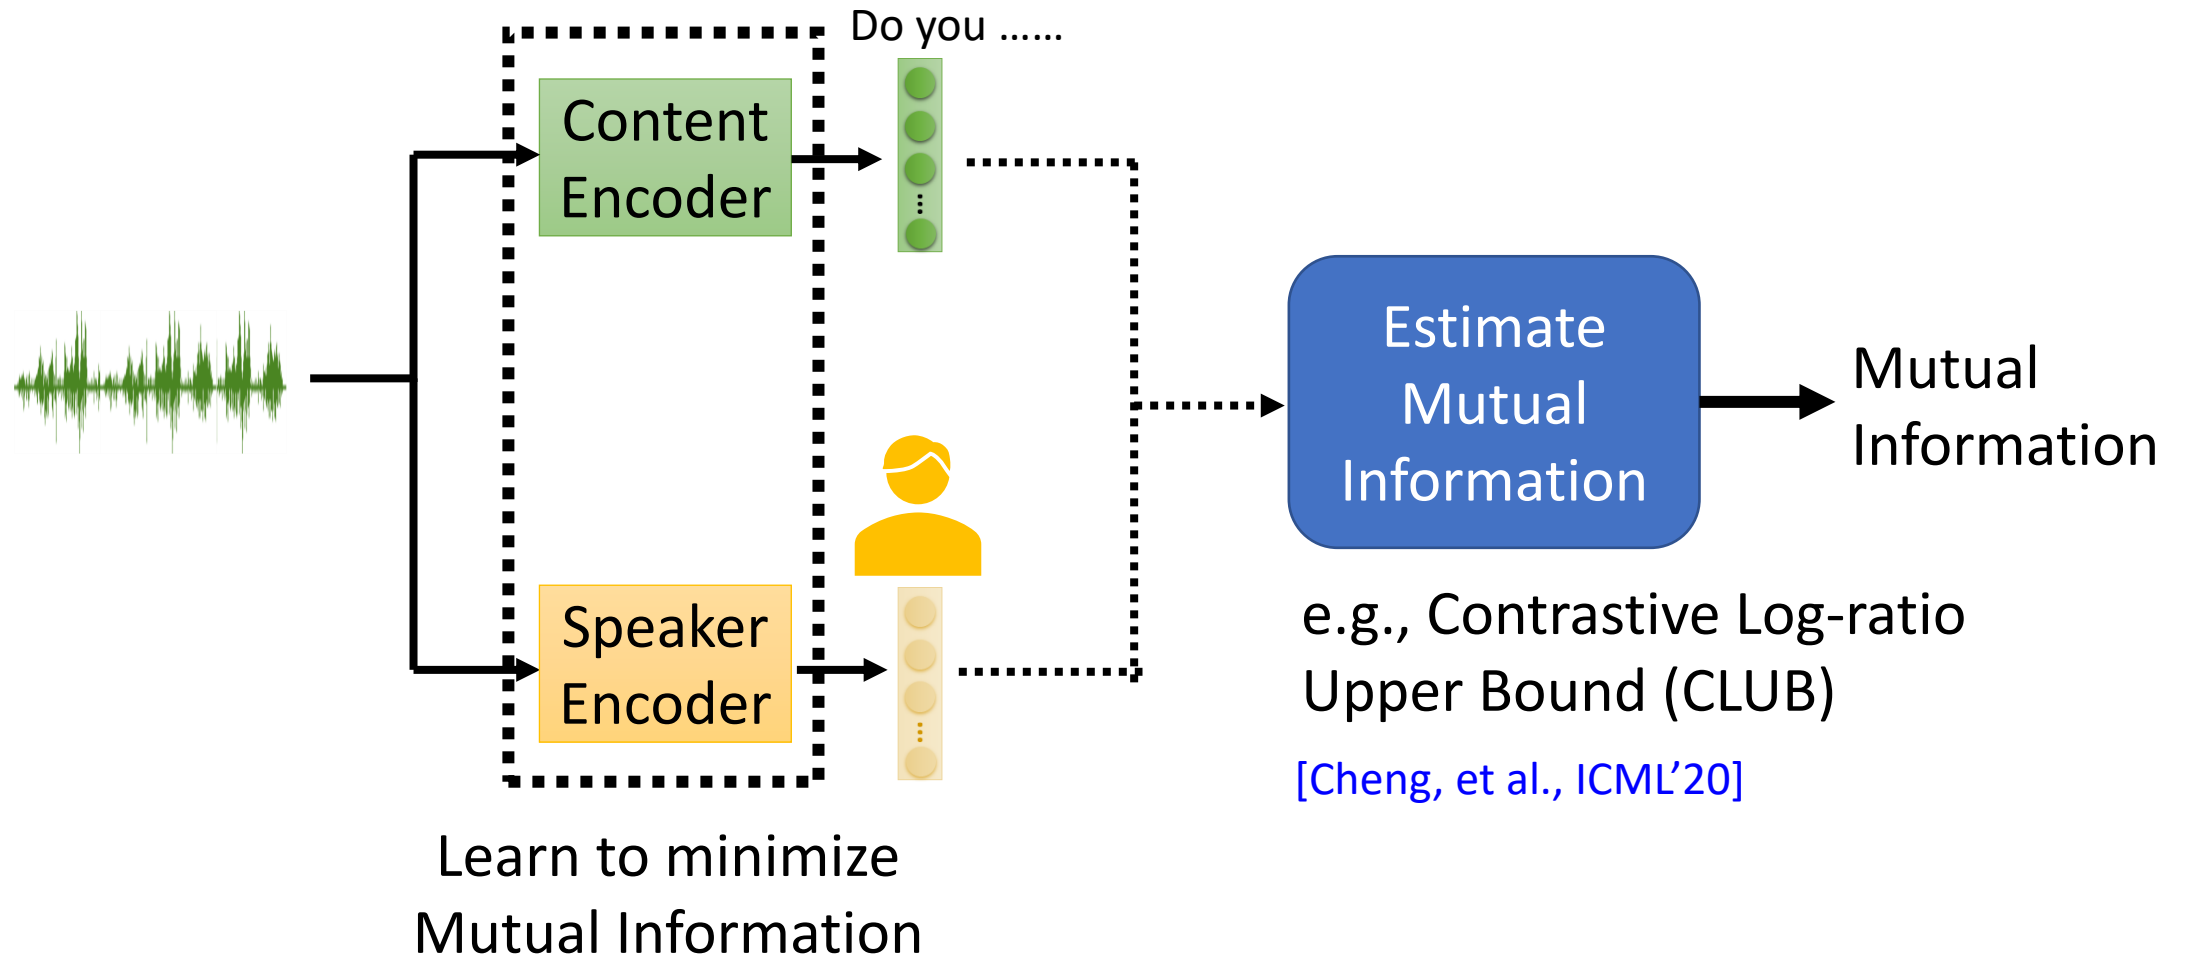 Do you ……
Content
Encoder
Estimate
Mutual
Information
Mutual
Information
Speaker
Encoder
e.g., Contrastive Log-ratio
Upper Bound (CLUB)
[Cheng, et al., ICML’20]
Learn to minimize
Mutual Information